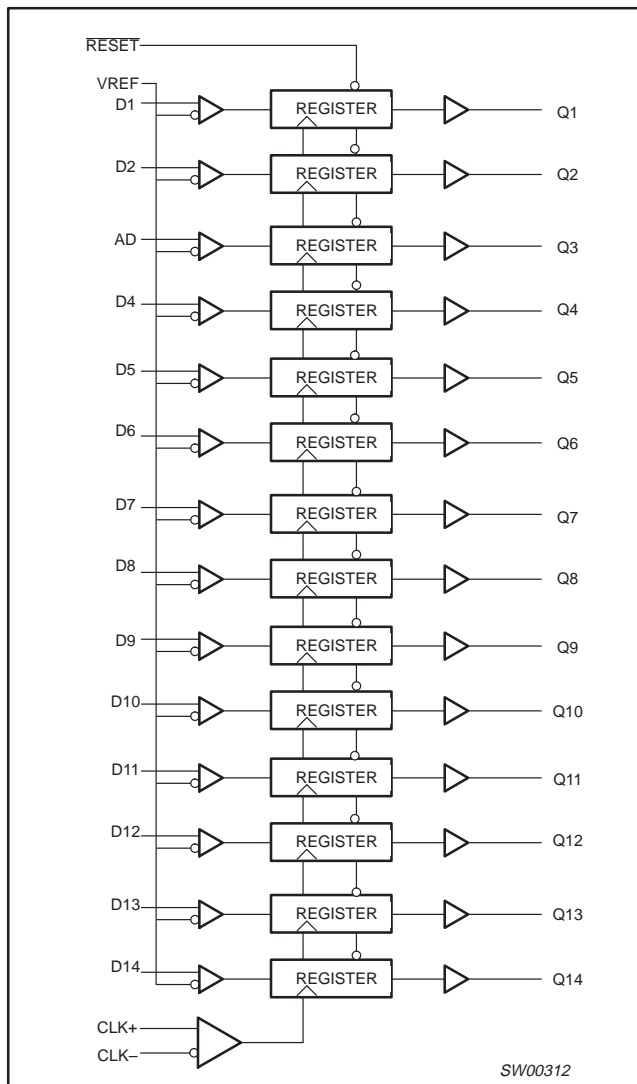 RESET
VREF
D1 REGISTER Q1
D2 REGISTER Q2
AD REGISTER Q3
D4 REGISTER Q4
D5 REGISTER Q5
D6 REGISTER Q6
D7 REGISTER Q7
D8 REGISTER Q8
D9 REGISTER Q9
D10 REGISTER Q10
D11 REGISTER Q11
D12 REGISTER Q12
D13 REGISTER Q13
D14 REGISTER Q14
CLK+
CLK–
SW00312